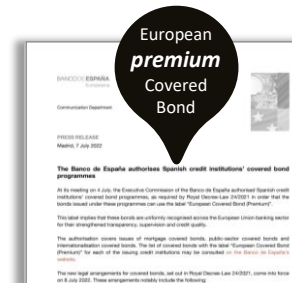 European
premium
Covered
Bond
BANCO DE ESPAÑA
Eurosistema
Communication Department
PRESS RELEASE
Madrid, 7 July 2022
The Banco de España authorises Spanish credit institutions' covered bond
programmes
At its meeting on 4 July, the Executive Commission of the Banco de España authorised Spanish credit
institutions' covered bond programmes, as required by Royal Decree-Law 24/2021 in order that the
bonds issued under these programmes can use the label "European Covered Bond (Premium)".
This label implies that these bonds are uniformly recognised across the European Union banking sector
for their strengthened transparency, supervision and credit quality.
The authorisation covers issues of mortgage covered bonds, public-sector covered bonds and
internationalisation covered bonds. The list of covered bonds with the label "European Covered Bond
(Premium)" for each of the issuing credit institutions may be consulted on the Banco de España's
website.
The new legal arrangements for covered bonds, set out in Royal Decree-Law 24/2021, come into force
on 8 July 2022. These arrangements notably include the following: